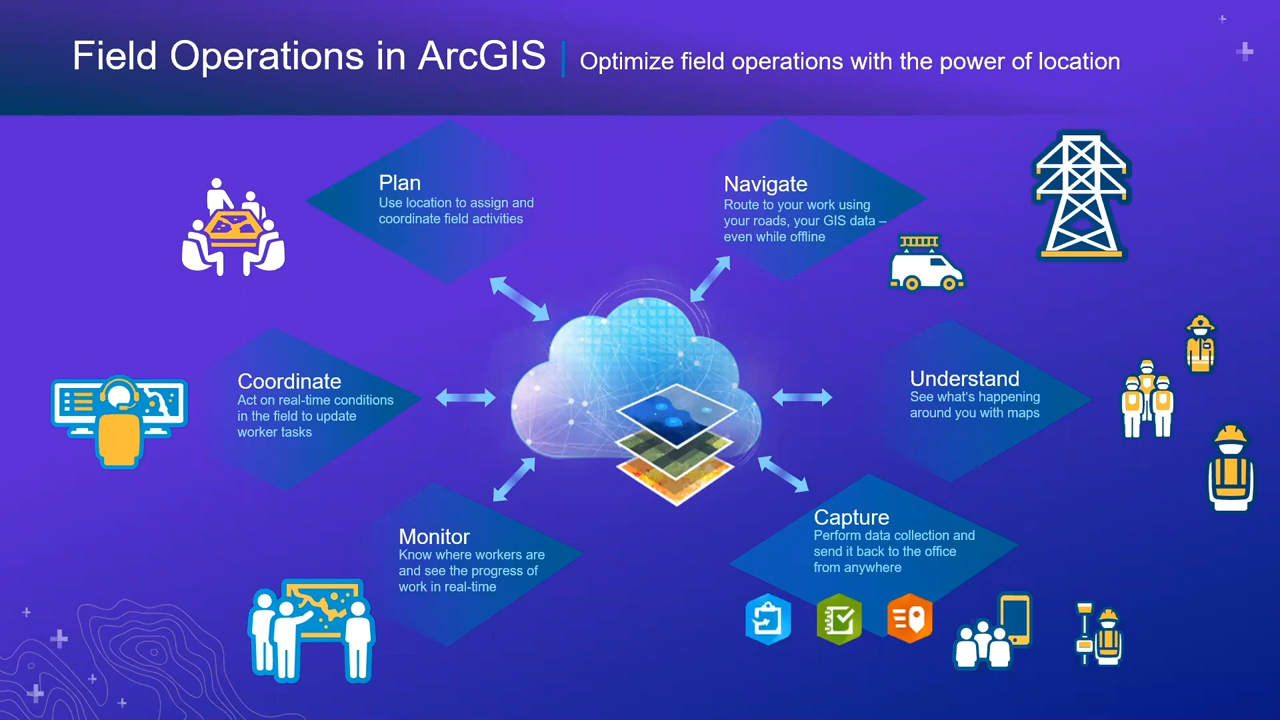 Field Operations in ArcGIS | Optimize field operations with the power of location
Plan
Use location to assign and
coordinate field activities
Navigate
Route to your work using
your roads, your GIS data –
even while offline
Coordinate
Act on real-time conditions
in the field to update
worker tasks
Understand
See what's happening
around you with maps
Monitor
Know where workers are
and see the progress of
work in real-time
Capture
Perform data collection and
send it back to the office
from anywhere